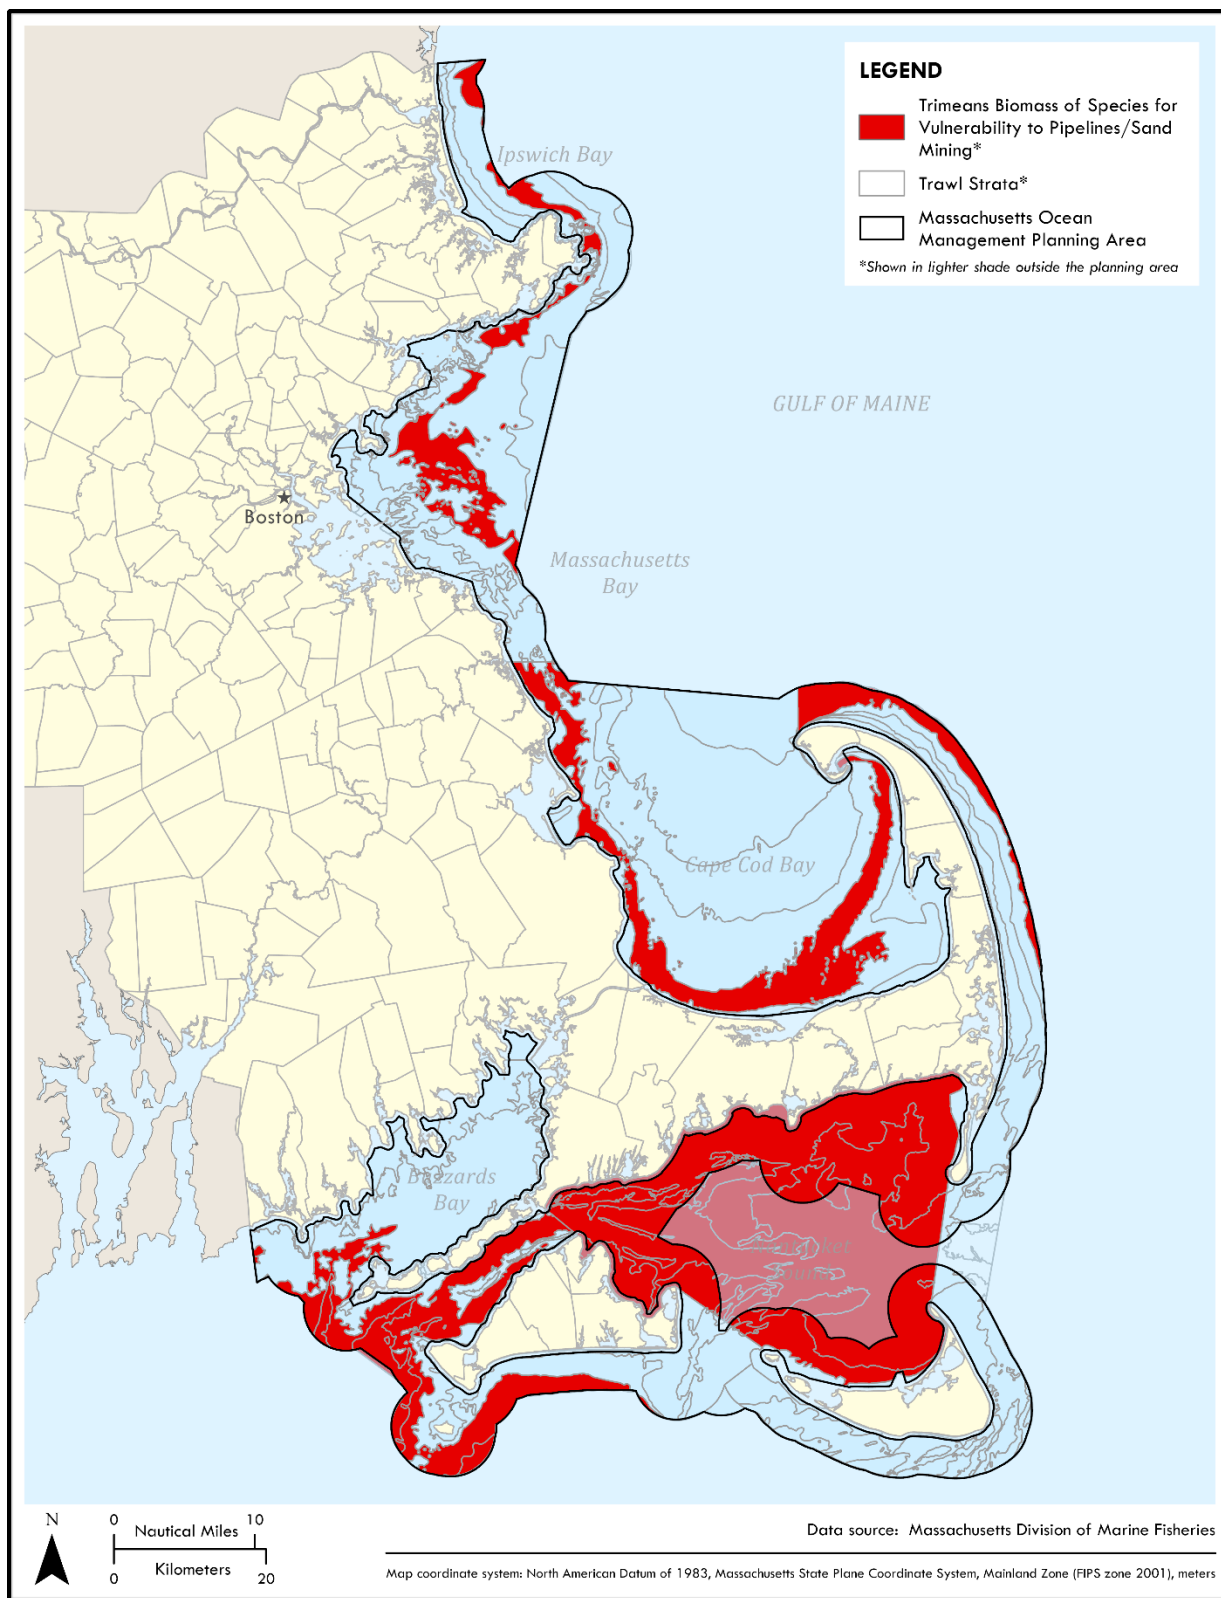 LEGEND
Trimeans Biomass of Species for
Vulnerability to Pipelines/Sand
Mining*
Trawl Strata*
Massachusetts Ocean
Management Planning Area
*Shown in lighter shade outside the planning area
Ipswich Bay
GULF OF MAINE
Boston
Massachusetts
Bay
Cape Cod Bay
Buzzards
Bay
Nantucket
Sound
N
0 10
Nautical Miles
Kilometers
0 20
Data source: Massachusetts Division of Marine Fisheries
Map coordinate system: North American Datum of 1983, Massachusetts State Plane Coordinate System, Mainland Zone (FIPS zone 2001), meters